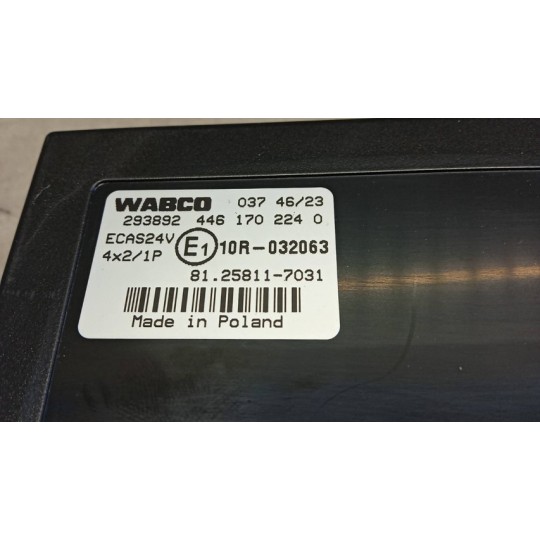 WABCO 037 46/23
293892 446 170 224 0
ECAS24V
4x2/1P E1 10R-032063
81.25811-7031
Made in Poland